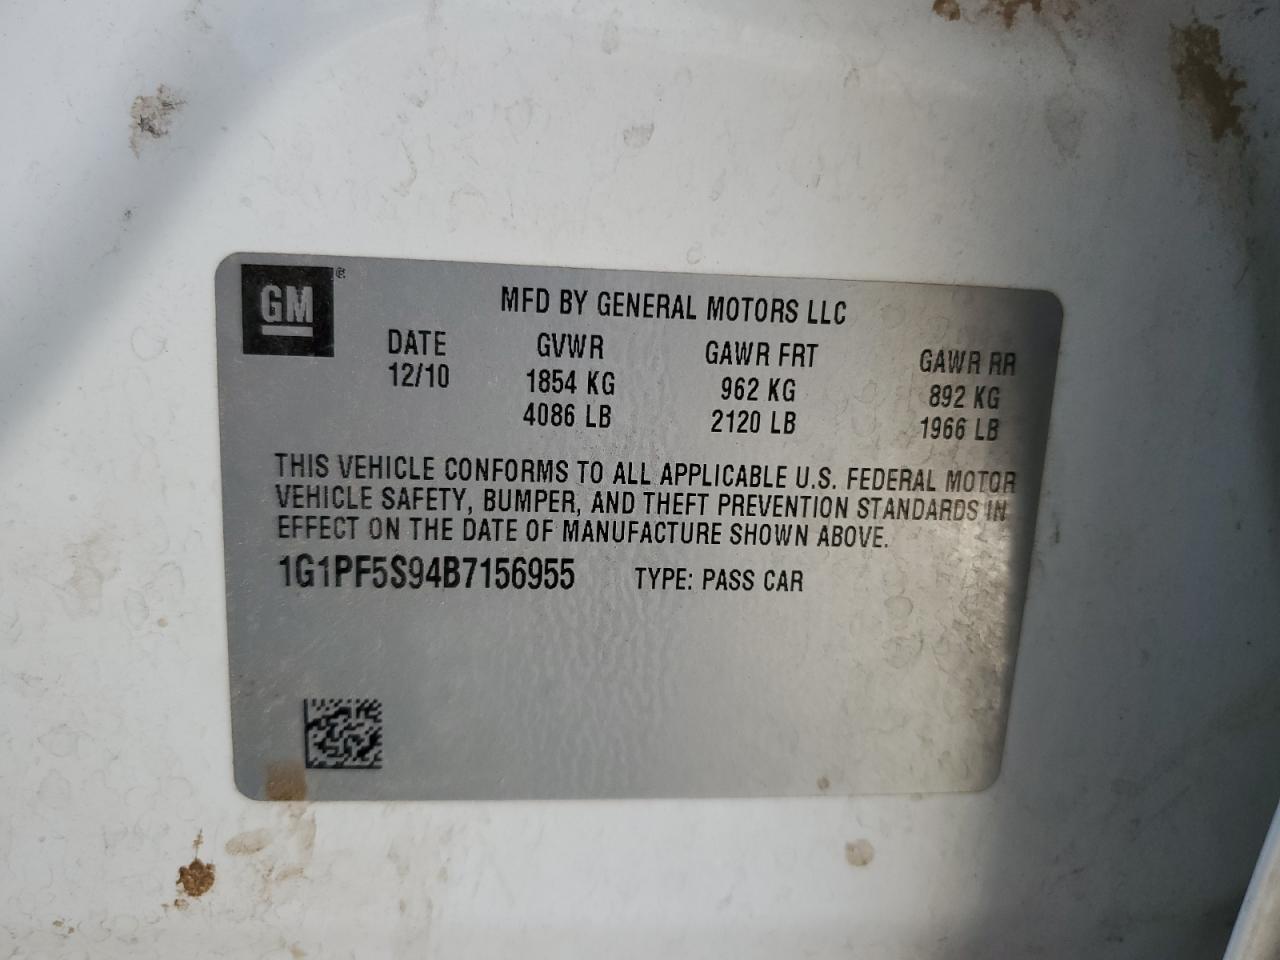 GM ®
MFD BY GENERAL MOTORS LLC
DATE GVWR GAWR FRT GAWR RR
12/10 1854 KG 962 KG 892 KG
4086 LB 2120 LB 1966 LB
THIS VEHICLE CONFORMS TO ALL APPLICABLE U.S. FEDERAL MOTOR
VEHICLE SAFETY, BUMPER, AND THEFT PREVENTION STANDARDS IN
EFFECT ON THE DATE OF MANUFACTURE SHOWN ABOVE.
1G1PF5S94B7156955 TYPE: PASS CAR